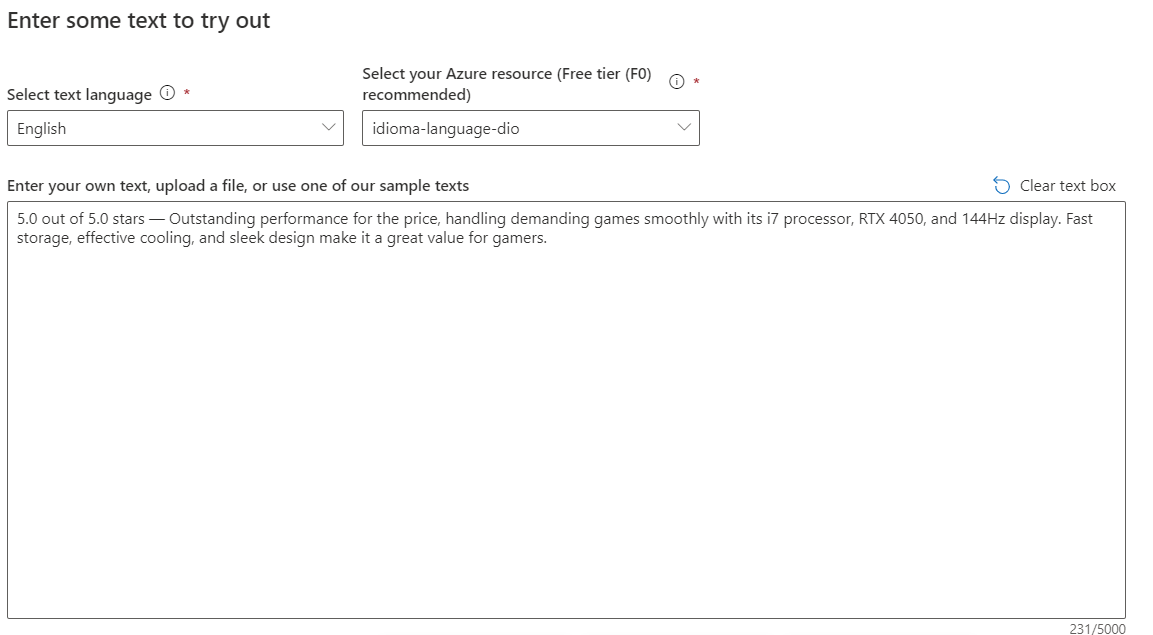 Enter some text to try out
Select text language *
Select your Azure resource (Free tier (F0)
recommended) *
English
idioma-language-dio
Enter your own text, upload a file, or use one of our sample texts
Clear text box
5.0 out of 5.0 stars — Outstanding performance for the price, handling demanding games smoothly with its i7 processor, RTX 4050, and 144Hz display. Fast
storage, effective cooling, and sleek design make it a great value for gamers.
231/5000